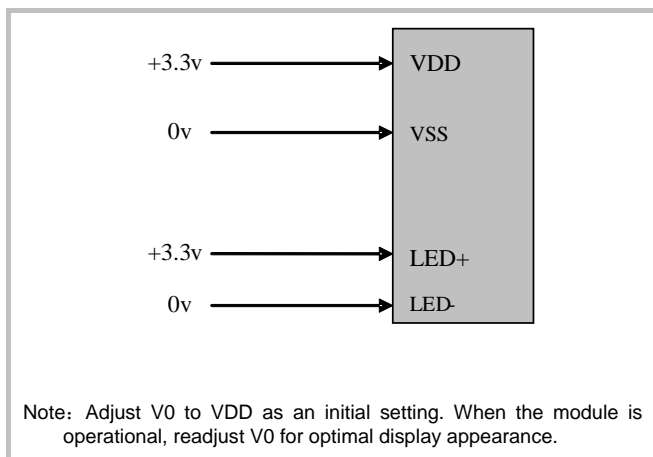 +3.3v VDD
0v VSS
+3.3v LED+
0v LED-
Note: Adjust V0 to VDD as an initial setting. When the module is
operational, readjust V0 for optimal display appearance.